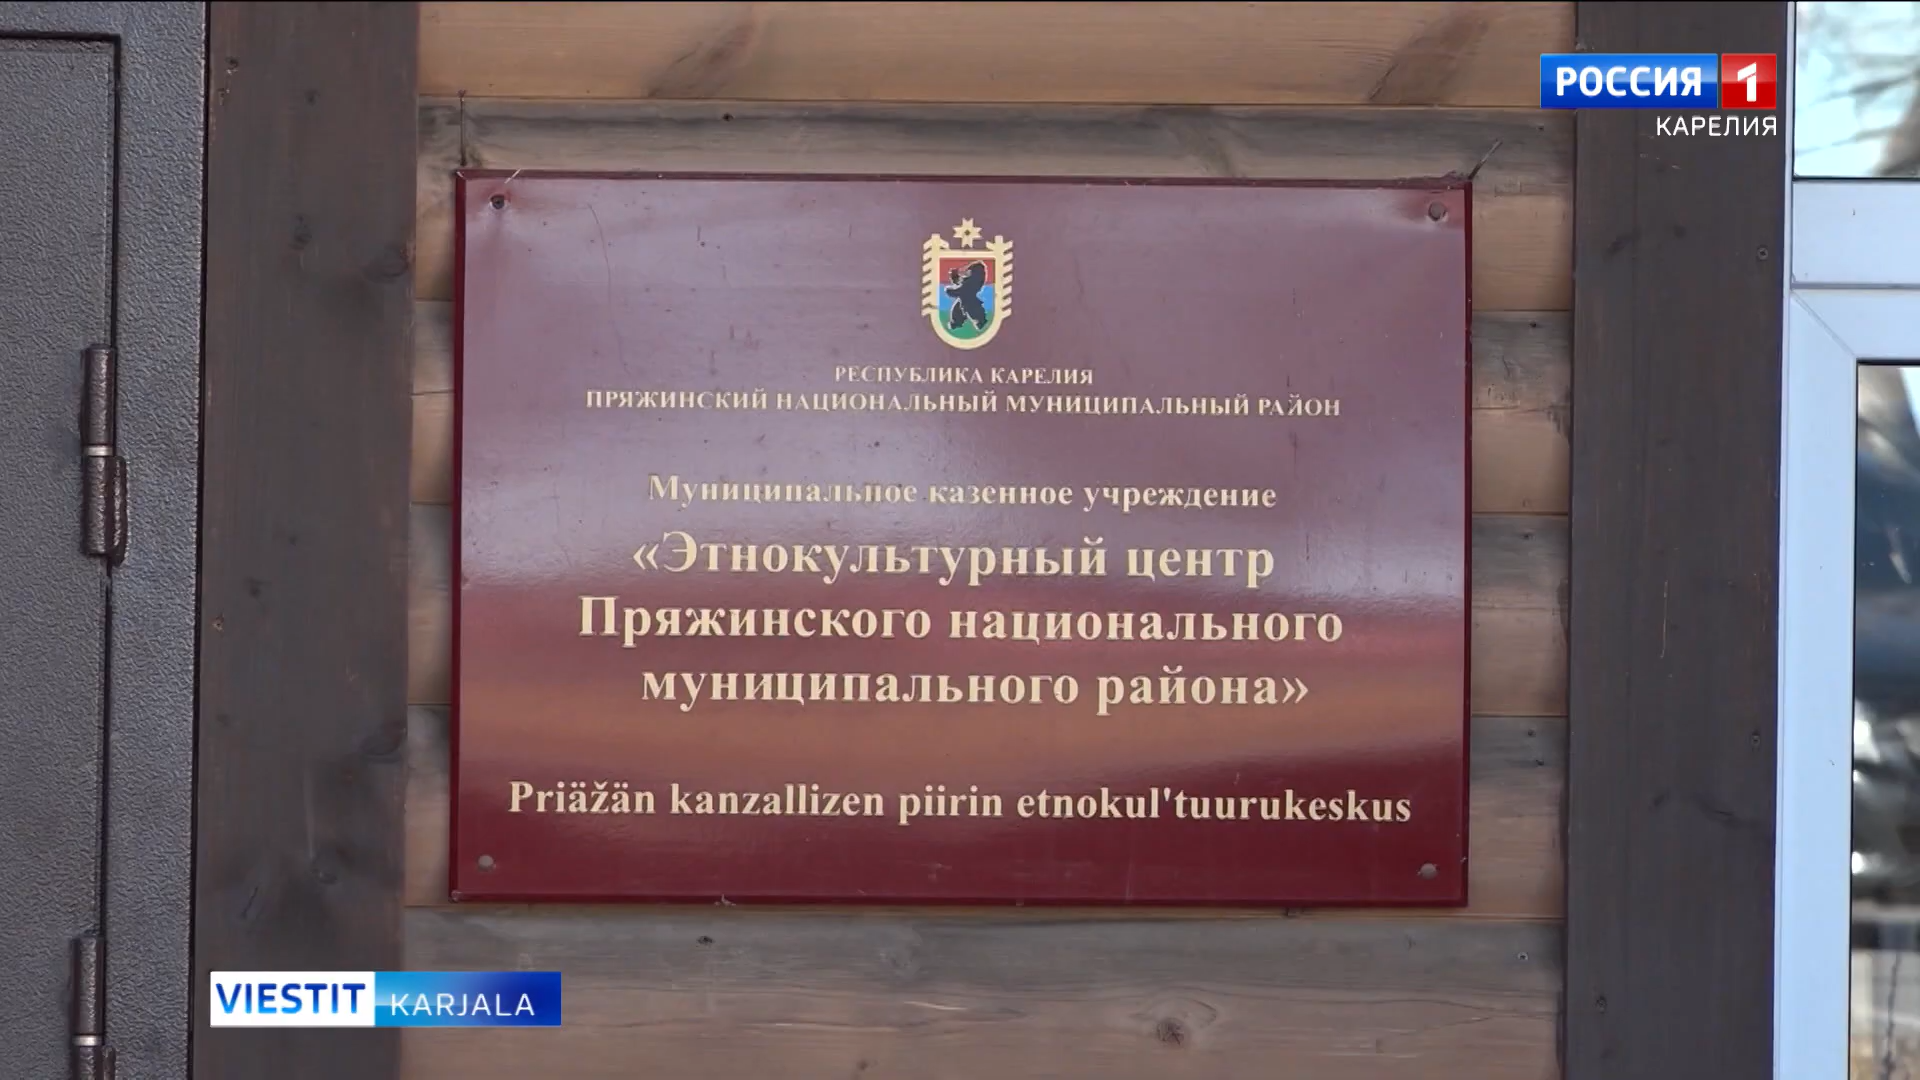 РОССИЯ 1
КАРЕЛИЯ
РЕСПУБЛИКА КАРЕЛИЯ
ПРЯЖИНСКИЙ НАЦИОНАЛЬНЫЙ МУНИЦИПАЛЬНЫЙ РАЙОН
Муниципальное казенное учреждение
«Этнокультурный центр
Пряжинского национального
муниципального района»
Priäžän kanzallizen piirin etnokul'tuurukeskus
VIESTIT KARJALA